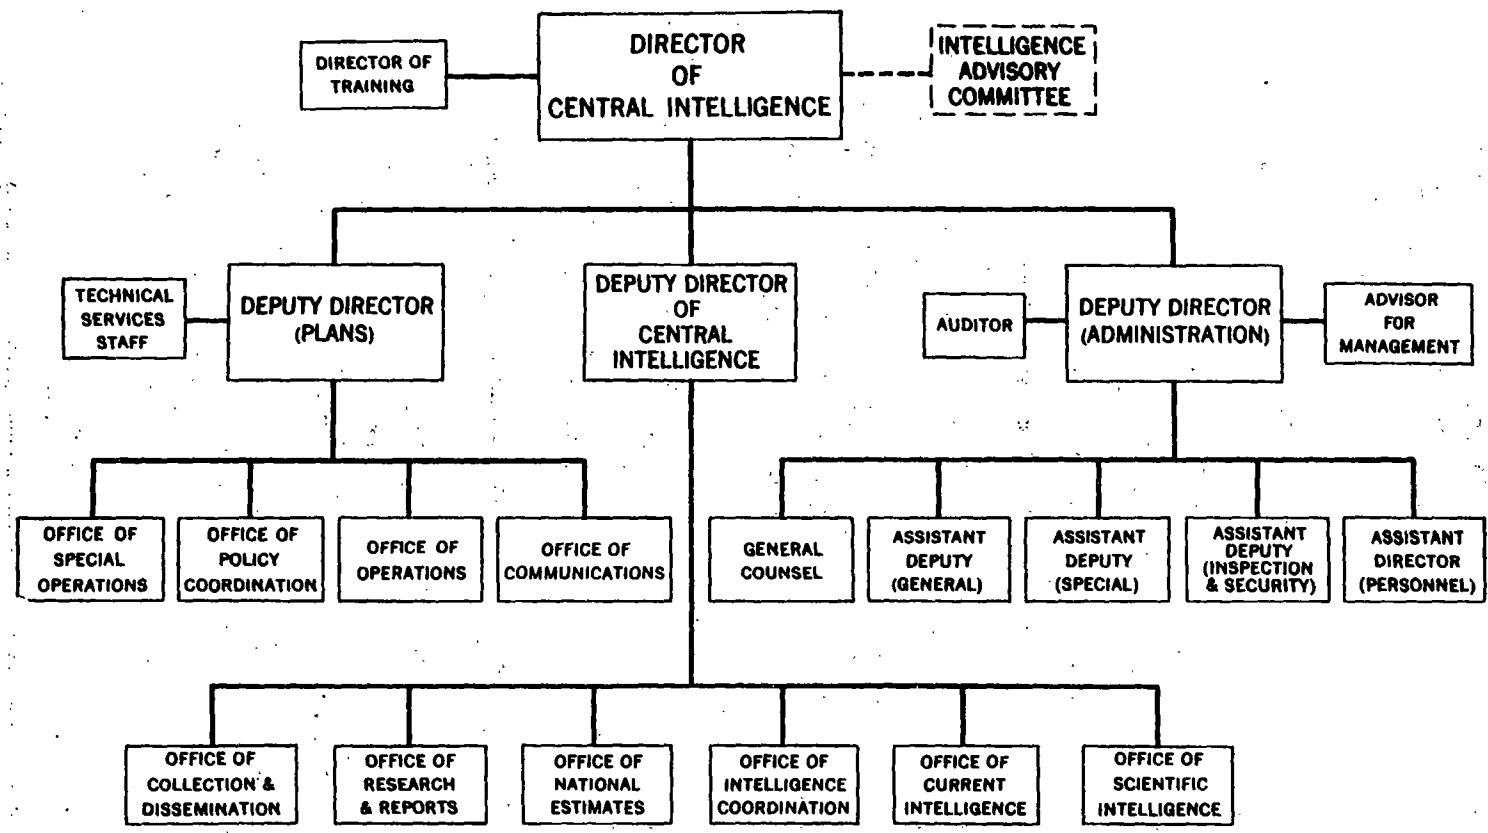 DIRECTOR OF
TRAINING
DIRECTOR
OF
CENTRAL INTELLIGENCE
INTELLIGENCE
ADVISORY
COMMITTEE
TECHNICAL
SERVICES
STAFF
DEPUTY DIRECTOR
(PLANS)
DEPUTY DIRECTOR
OF
CENTRAL
INTELLIGENCE
AUDITOR
DEPUTY DIRECTOR
(ADMINISTRATION)
ADVISOR
FOR
MANAGEMENT
OFFICE OF
SPECIAL
OPERATIONS
OFFICE OF
POLICY
COORDINATION
OFFICE OF
OPERATIONS
OFFICE OF
COMMUNICATIONS
GENERAL
COUNSEL
ASSISTANT
DEPUTY
(GENERAL)
ASSISTANT
DEPUTY
(SPECIAL)
ASSISTANT
DEPUTY
(INSPECTION
& SECURITY)
ASSISTANT
DIRECTOR
(PERSONNEL)
OFFICE OF
COLLECTION &
DISSEMINATION
OFFICE OF
RESEARCH
& REPORTS
OFFICE OF
NATIONAL
ESTIMATES
OFFICE OF
INTELLIGENCE
COORDINATION
OFFICE OF
CURRENT
INTELLIGENCE
OFFICE OF
SCIENTIFIC
INTELLIGENCE